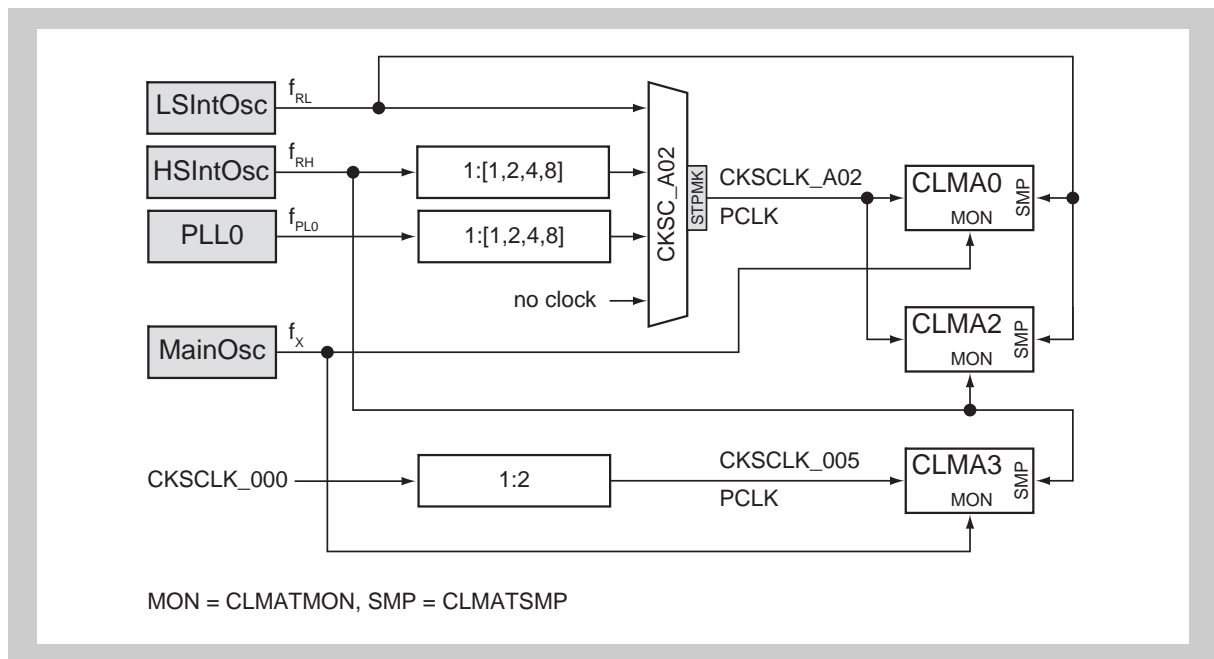 LSIntOsc
fRL
HSIntOsc
fRH
1:[1,2,4,8]
PLL0
fPL0
1:[1,2,4,8]
no clock
CKSC_A02
STPMK
CKSCLK_A02
PCLK
CLMA0
MON
SMP
MainOsc
fX
CLMA2
MON
SMP
CKSCLK_000
1:2
CKSCLK_005
PCLK
CLMA3
MON
SMP
MON = CLMATMON, SMP = CLMATSMP